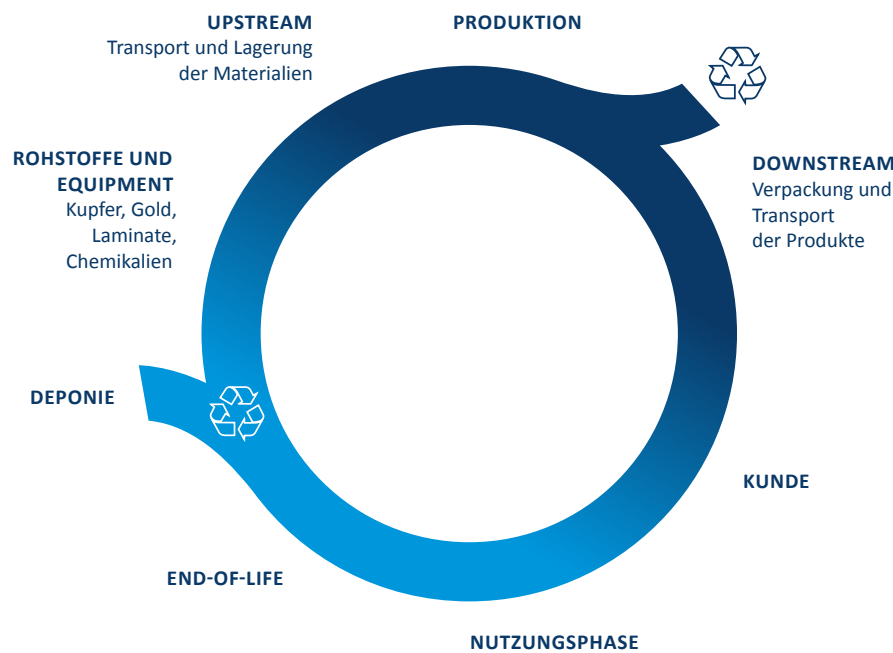 UPSTREAM
Transport und Lagerung
der Materialien
PRODUKTION
ROHSTOFFE UND
EQUIPMENT
Kupfer, Gold,
Laminate,
Chemikalien
DOWNSTREAM
Verpackung und
Transport
der Produkte
DEPONIE
KUNDE
END-OF-LIFE
NUTZUNGSPHASE